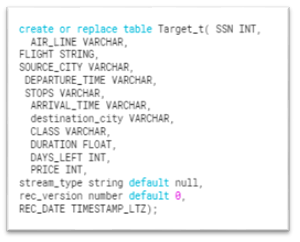 create or replace table Target_t( SSN INT,
AIR_LINE VARCHAR,
FLIGHT STRING,
SOURCE_CITY VARCHAR,
DEPARTURE_TIME VARCHAR,
STOPS VARCHAR,
ARRIVAL_TIME VARCHAR,
destination_city VARCHAR,
CLASS VARCHAR,
DURATION FLOAT,
DAYS_LEFT INT,
PRICE INT,
stream_type string default null,
rec_version number default 0,
REC_DATE TIMESTAMP_LTZ);